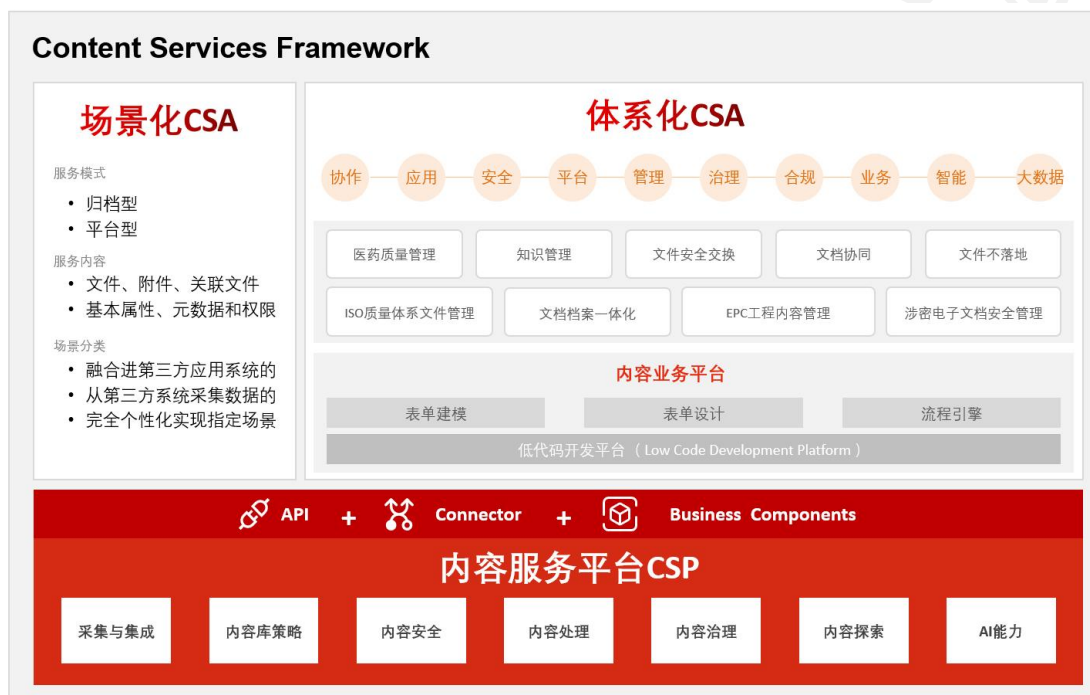 Content Services Framework
场景化CSA
服务模式
• 归档型
• 平台型
服务内容
• 文件、附件、关联文件
• 基本属性、元数据和权限
场景分类
• 融合进第三方应用系统的
• 从第三方系统采集数据的
• 完全个性化实现指定场景
体系化CSA
协作 应用 安全 平台 管理 治理 合规 业务 智能 大数据
医药质量管理 知识管理 文件安全交换 文档协同 文件不落地
ISO质量体系文件管理 文档档案一体化 EPC工程内容管理 涉密电子文档安全管理
内容业务平台
表单建模 表单设计 流程引擎
低代码开发平台（ Low Code Development Platform ）
API + Connector + Business Components
内容服务平台CSP
采集与集成 内容库策略 内容安全 内容处理 内容治理 内容探索 AI能力